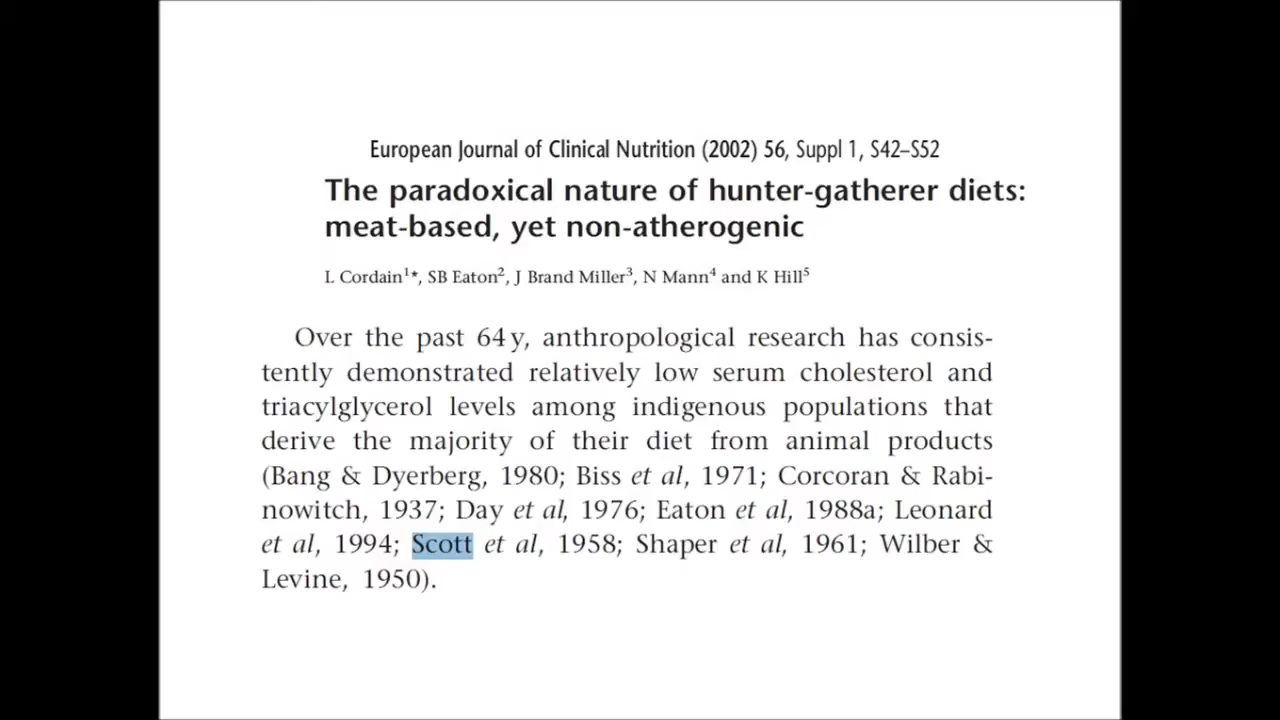 European Journal of Clinical Nutrition (2002) 56, Suppl 1, S42–S52
The paradoxical nature of hunter-gatherer diets:
meat-based, yet non-atherogenic
L Cordain1*, SB Eaton2, J Brand Miller3, N Mann4 and K Hill5
Over the past 64 y, anthropological research has consis-
tently demonstrated relatively low serum cholesterol and
triacylglycerol levels among indigenous populations that
derive the majority of their diet from animal products
(Bang & Dyerberg, 1980; Biss et al, 1971; Corcoran & Rabi-
nowitch, 1937; Day et al, 1976; Eaton et al, 1988a; Leonard
et al, 1994; Scott et al, 1958; Shaper et al, 1961; Wilber &
Levine, 1950).